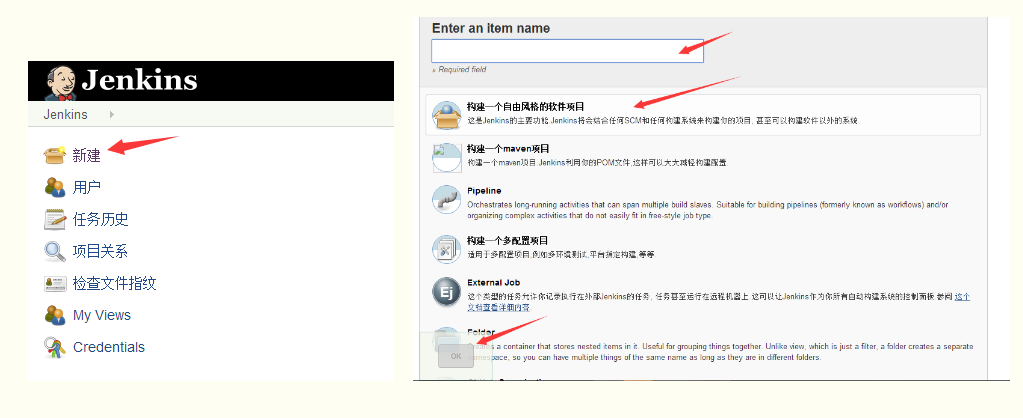 Jenkins
Jenkins
新建
用户
任务历史
项目关系
检查文件指纹
My Views
Credentials
Enter an item name
» Required field
构建一个自由风格的软件项目
这是Jenkins的主要功能.Jenkins将会结合任何SCM和任何构建系统来构建你的项目, 甚至可以构建软件以外的系统.
构建一个maven项目
构建一个maven项目.Jenkins利用你的POM文件,这样可以大大减轻构建配置.
Pipeline
Orchestrates long-running activities that can span multiple build slaves. Suitable for building pipelines (formerly known as workflows) and/or
organizing complex activities that do not easily fit in free-style job type.
构建一个多配置项目
适用于多配置项目,例如多环境测试,平台指定构建,等等.
Ej
External Job
这个类型的任务允许你记录执行在外部Jenkins的任务, 任务甚至运行在远程机器上.这可以让Jenkins作为你所有自动构建系统的控制面板.参阅 这个
文档查看详细内容.
Folder
a container that stores nested items in it. Useful for grouping things together. Unlike view, which is just a filter, a folder creates a separate
OK
so you can have multiple things of the same name as long as they are in different folders.